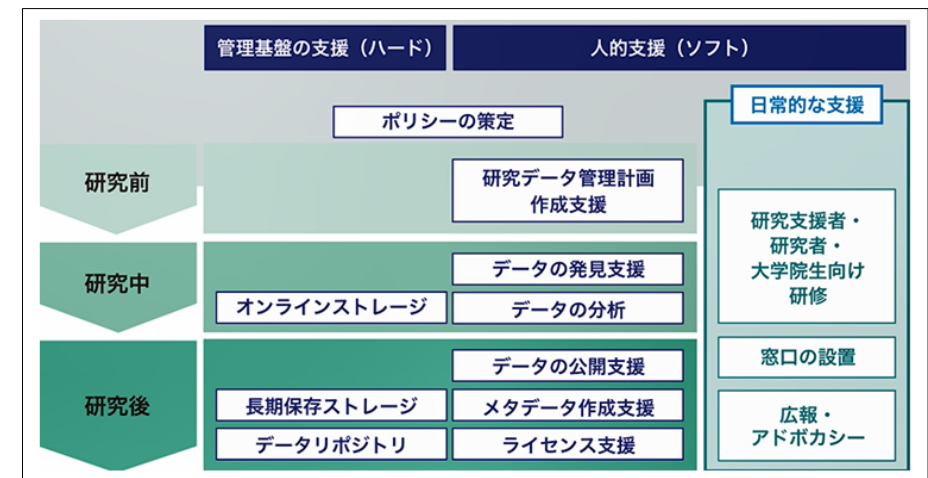 管理基盤の支援（ハード）
人的支援（ソフト）
日常的な支援
ポリシーの策定
研究前
研究データ管理計画
作成支援
研究支援者・
研究者・
大学院生向け
研修
研究中
データの発見支援
オンラインストレージ
データの分析
窓口の設置
研究後
データの公開支援
長期保存ストレージ
メタデータ作成支援
データリポジトリ
ライセンス支援
広報・
アドボカシー